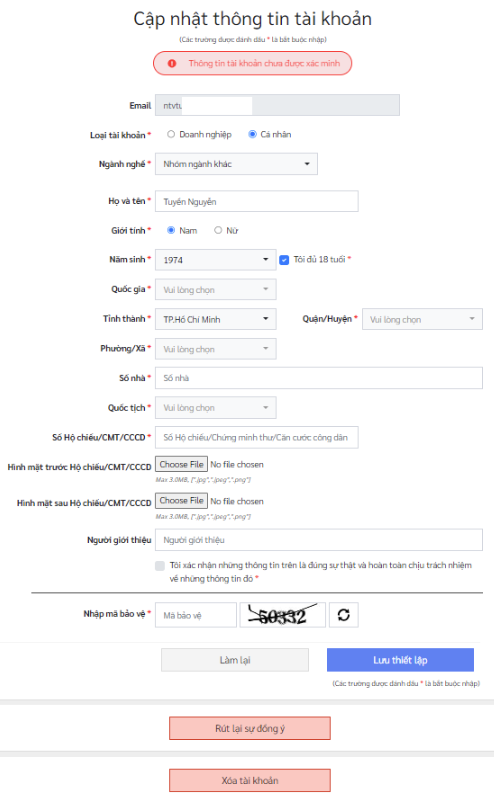 Cập nhật thông tin tài khoản
(Các trường được đánh dấu * là bắt buộc nhập)
Thông tin tài khoản chưa được xác minh
Email ntvtu
Loại tài khoản * Doanh nghiệp Cá nhân
Ngành nghề * Nhóm ngành khác
Họ và tên * Tuyền Nguyễn
Giới tính * Nam Nữ
Năm sinh * 1974 Tôi đủ 18 tuổi *
Quốc gia * Vui lòng chọn
Tỉnh thành * TP.Hồ Chí Minh Quận/Huyện * Vui lòng chọn
Phường/Xã * Vui lòng chọn
Số nhà * Số nhà
Quốc tịch * Vui lòng chọn
Số Hộ chiếu/CMT/CCCD * Số Hộ chiếu/Chứng minh thư/Căn cước công dân
Hình mặt trước Hộ chiếu/CMT/CCCD Choose File No file chosen
Max 3.0MB, [".jpg",".jpeg",".png"]
Hình mặt sau Hộ chiếu/CMT/CCCD Choose File No file chosen
Max 3.0MB, [".jpg",".jpeg",".png"]
Người giới thiệu Người giới thiệu
Tôi xác nhận những thông tin trên là đúng sự thật và hoàn toàn chịu trách nhiệm
về những thông tin đó *
Nhập mã bảo vệ * Mã bảo vệ 50332
Làm lại Lưu thiết lập
(Các trường được đánh dấu * là bắt buộc nhập)
Rút lại sự đồng ý
Xóa tài khoản